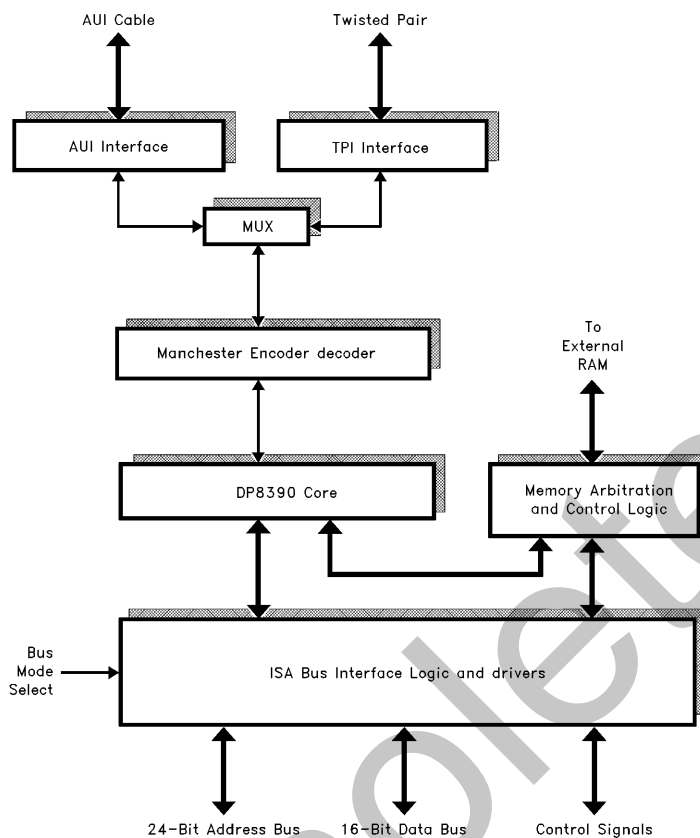 AUI Cable
Twisted Pair
AUI Interface
TPI Interface
MUX
Manchester Encoder decoder
To
External
RAM
DP8390 Core
Memory Arbitration
and Control Logic
Bus
Mode
Select
ISA Bus Interface Logic and drivers
24-Bit Address Bus
16-Bit Data Bus
Control Signals